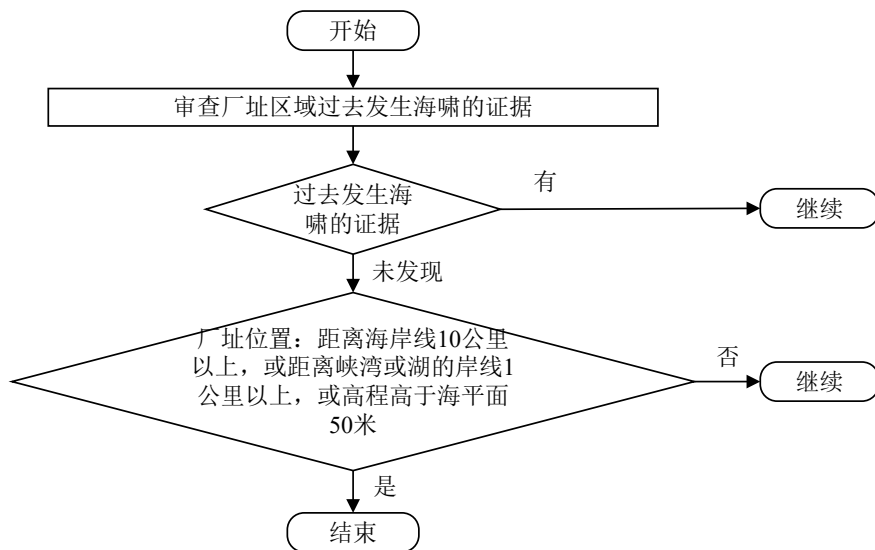 开始
审查厂址区域过去发生海啸的证据
过去发生海
啸的证据
有
继续
未发现
厂址位置：距离海岸线10公里
以上，或距离峡湾或湖的岸线1
公里以上，或高程高于海平面
50米
否
继续
是
结束